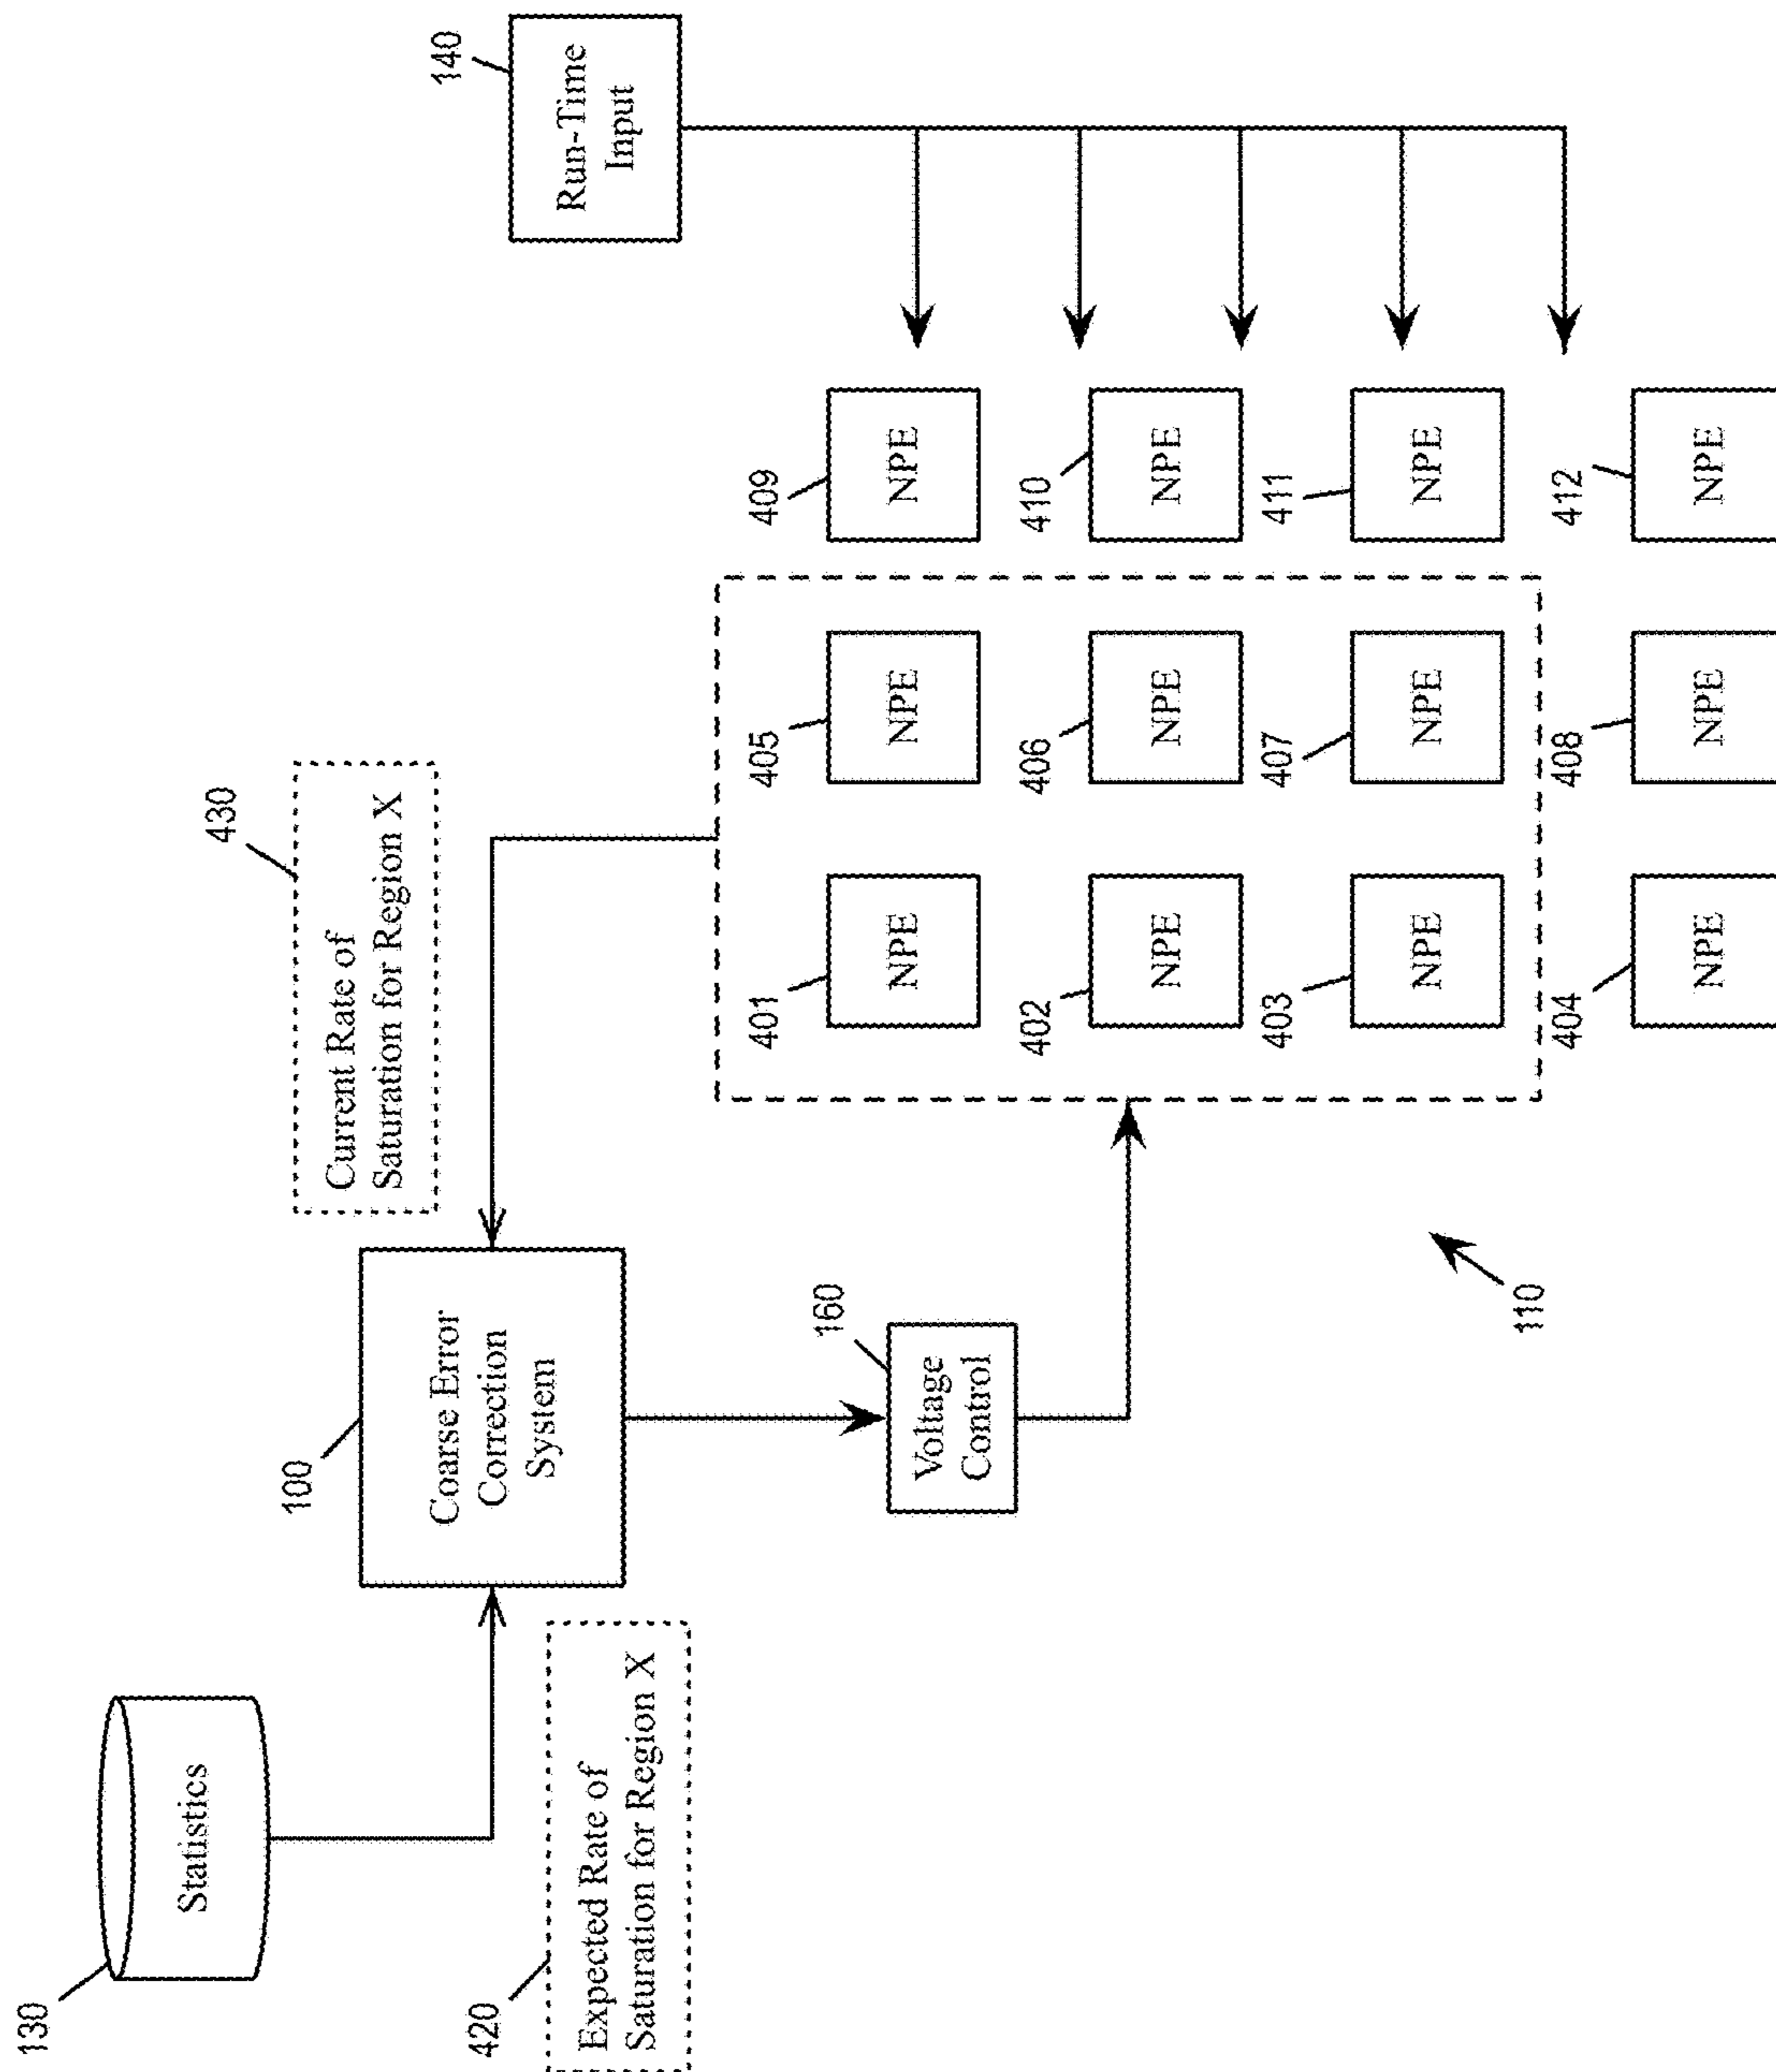 130
Statistics
420
Expected Rate of
Saturation for Region X
100
Coarse Error
Correction
System
430
Current Rate of
Saturation for Region X
140
Run-Time
Input
160
Voltage
Control
110
401
NPE
405
NPE
409
NPE
402
NPE
406
NPE
410
NPE
403
NPE
407
NPE
411
NPE
404
NPE
408
NPE
412
NPE